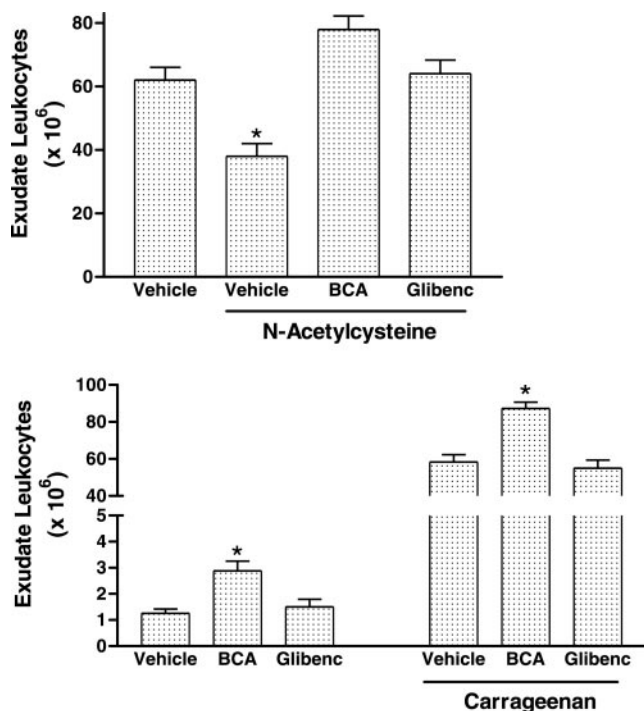 Exudate Leukocytes
(x 10⁶)
80
60
40
20
0
*
Vehicle Vehicle BCA Glibenc
N-Acetylcysteine
Exudate Leukocytes
(x 10⁶)
100
80
60
40
5
4
3
2
1
0
*
*
Vehicle BCA Glibenc Vehicle BCA Glibenc
Carrageenan